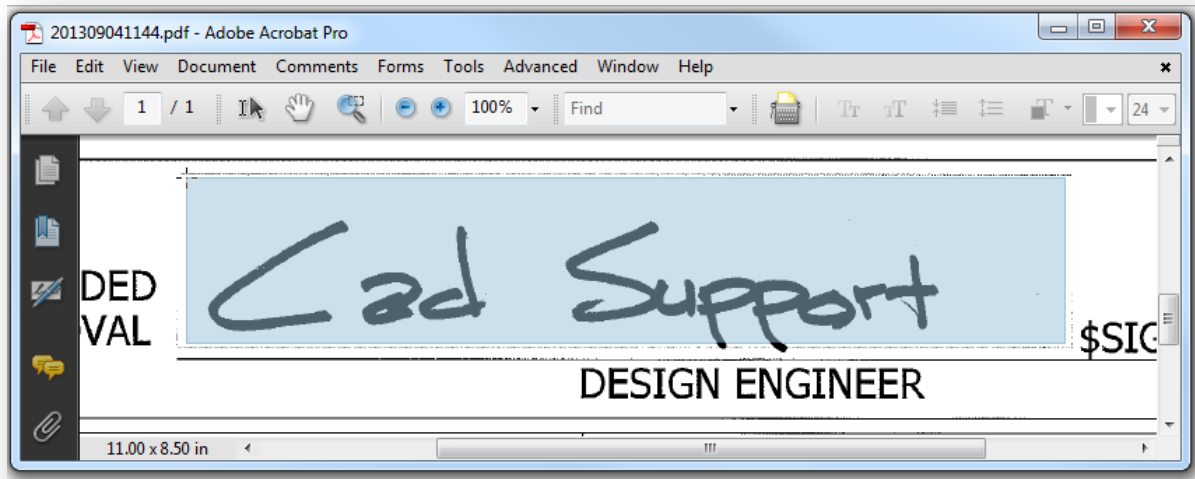 201309041144.pdf - Adobe Acrobat Pro
File Edit View Document Comments Forms Tools Advanced Window Help
1 / 1 100% Find 24
Cad Support
DED
VAL
$SIG
DESIGN ENGINEER
11.00 x 8.50 in